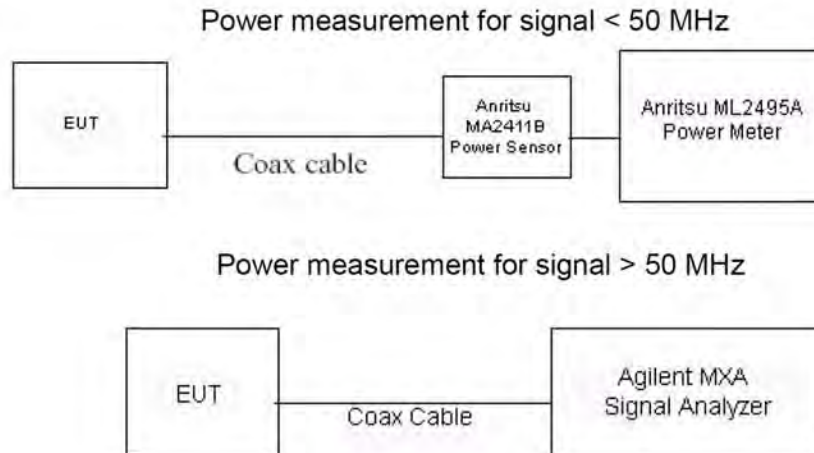 Power measurement for signal < 50 MHz
EUT
Coax cable
Anritsu
MA2411B
Power Sensor
Anritsu ML2495A
Power Meter
Power measurement for signal > 50 MHz
EUT
Coax Cable
Agilent MXA
Signal Analyzer